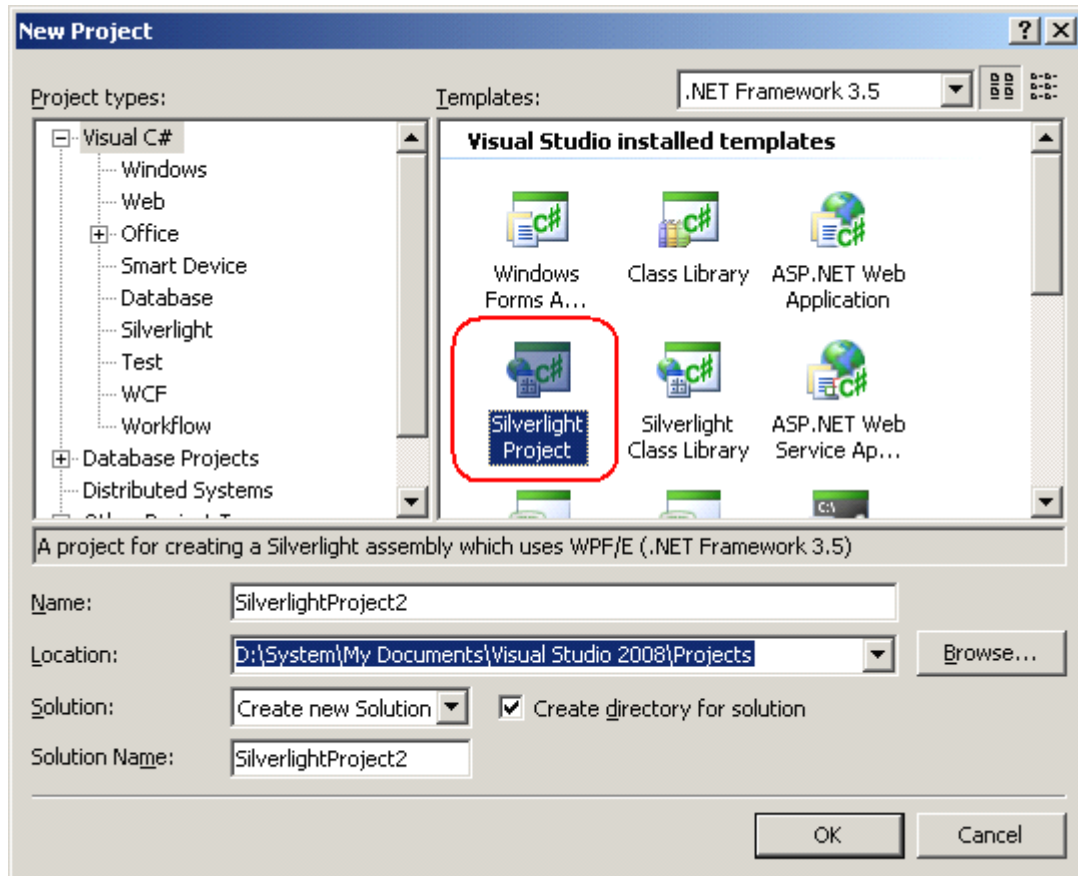 New Project
Project types:
Templates:
.NET Framework 3.5
Visual C#
Windows
Web
Office
Smart Device
Database
Silverlight
Test
WCF
Workflow
Database Projects
Distributed Systems
Visual Studio installed templates
Windows
Forms A...
Class Library
ASP.NET Web
Application
Silverlight
Project
Silverlight
Class Library
ASP.NET Web
Service Ap...
A project for creating a Silverlight assembly which uses WPF/E (.NET Framework 3.5)
Name:
SilverlightProject2
Location:
D:\System\My Documents\Visual Studio 2008\Projects
Browse...
Solution:
Create new Solution
Create directory for solution
Solution Name:
SilverlightProject2
OK
Cancel